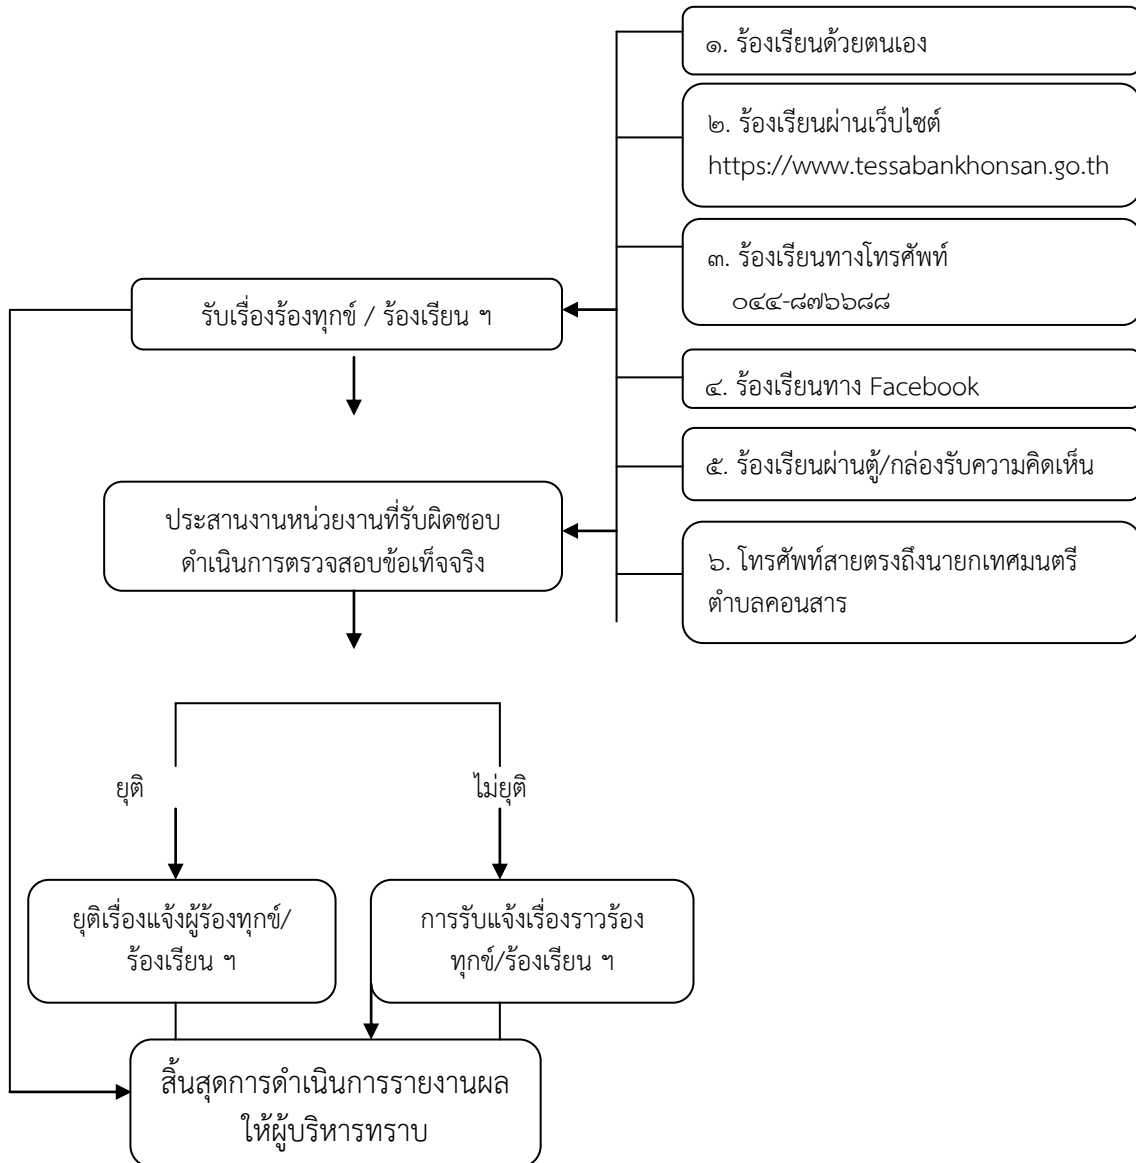 ๑. ร้องเรียนด้วยตนเอง
๒. ร้องเรียนผ่านเว็บไซต์
https://www.tessabankhonsan.go.th
๓. ร้องเรียนทางโทรศัพท์
๐๔๔-๘๗๖๖๘๘
๔. ร้องเรียนทาง Facebook
๕. ร้องเรียนผ่านตู้/กล่องรับความคิดเห็น
๖. โทรศัพท์สายตรงถึงนายกเทศมนตรี
ตำบลคอนสาร
รับเรื่องร้องทุกข์ / ร้องเรียน ฯ
ประสานงานหน่วยงานที่รับผิดชอบ
ดำเนินการตรวจสอบข้อเท็จจริง
ยุติ
ไม่ยุติ
ยุติเรื่องแจ้งผู้ร้องทุกข์/
ร้องเรียน ฯ
การรับแจ้งเรื่องราวร้อง
ทุกข์/ร้องเรียน ฯ
สิ้นสุดการดำเนินการรายงานผล
ให้ผู้บริหารทราบ